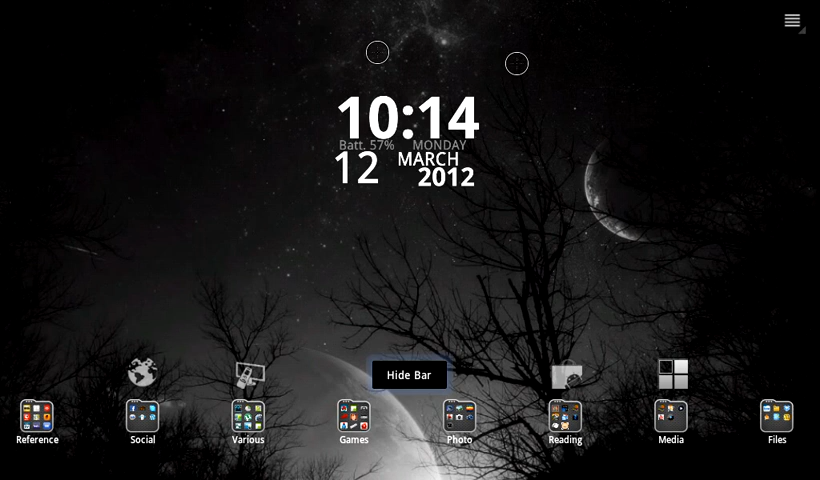 10:14
Batt. 57% MONDAY
12 MARCH
2012
Hide Bar
Reference Social Various Games Photo Reading Media Files